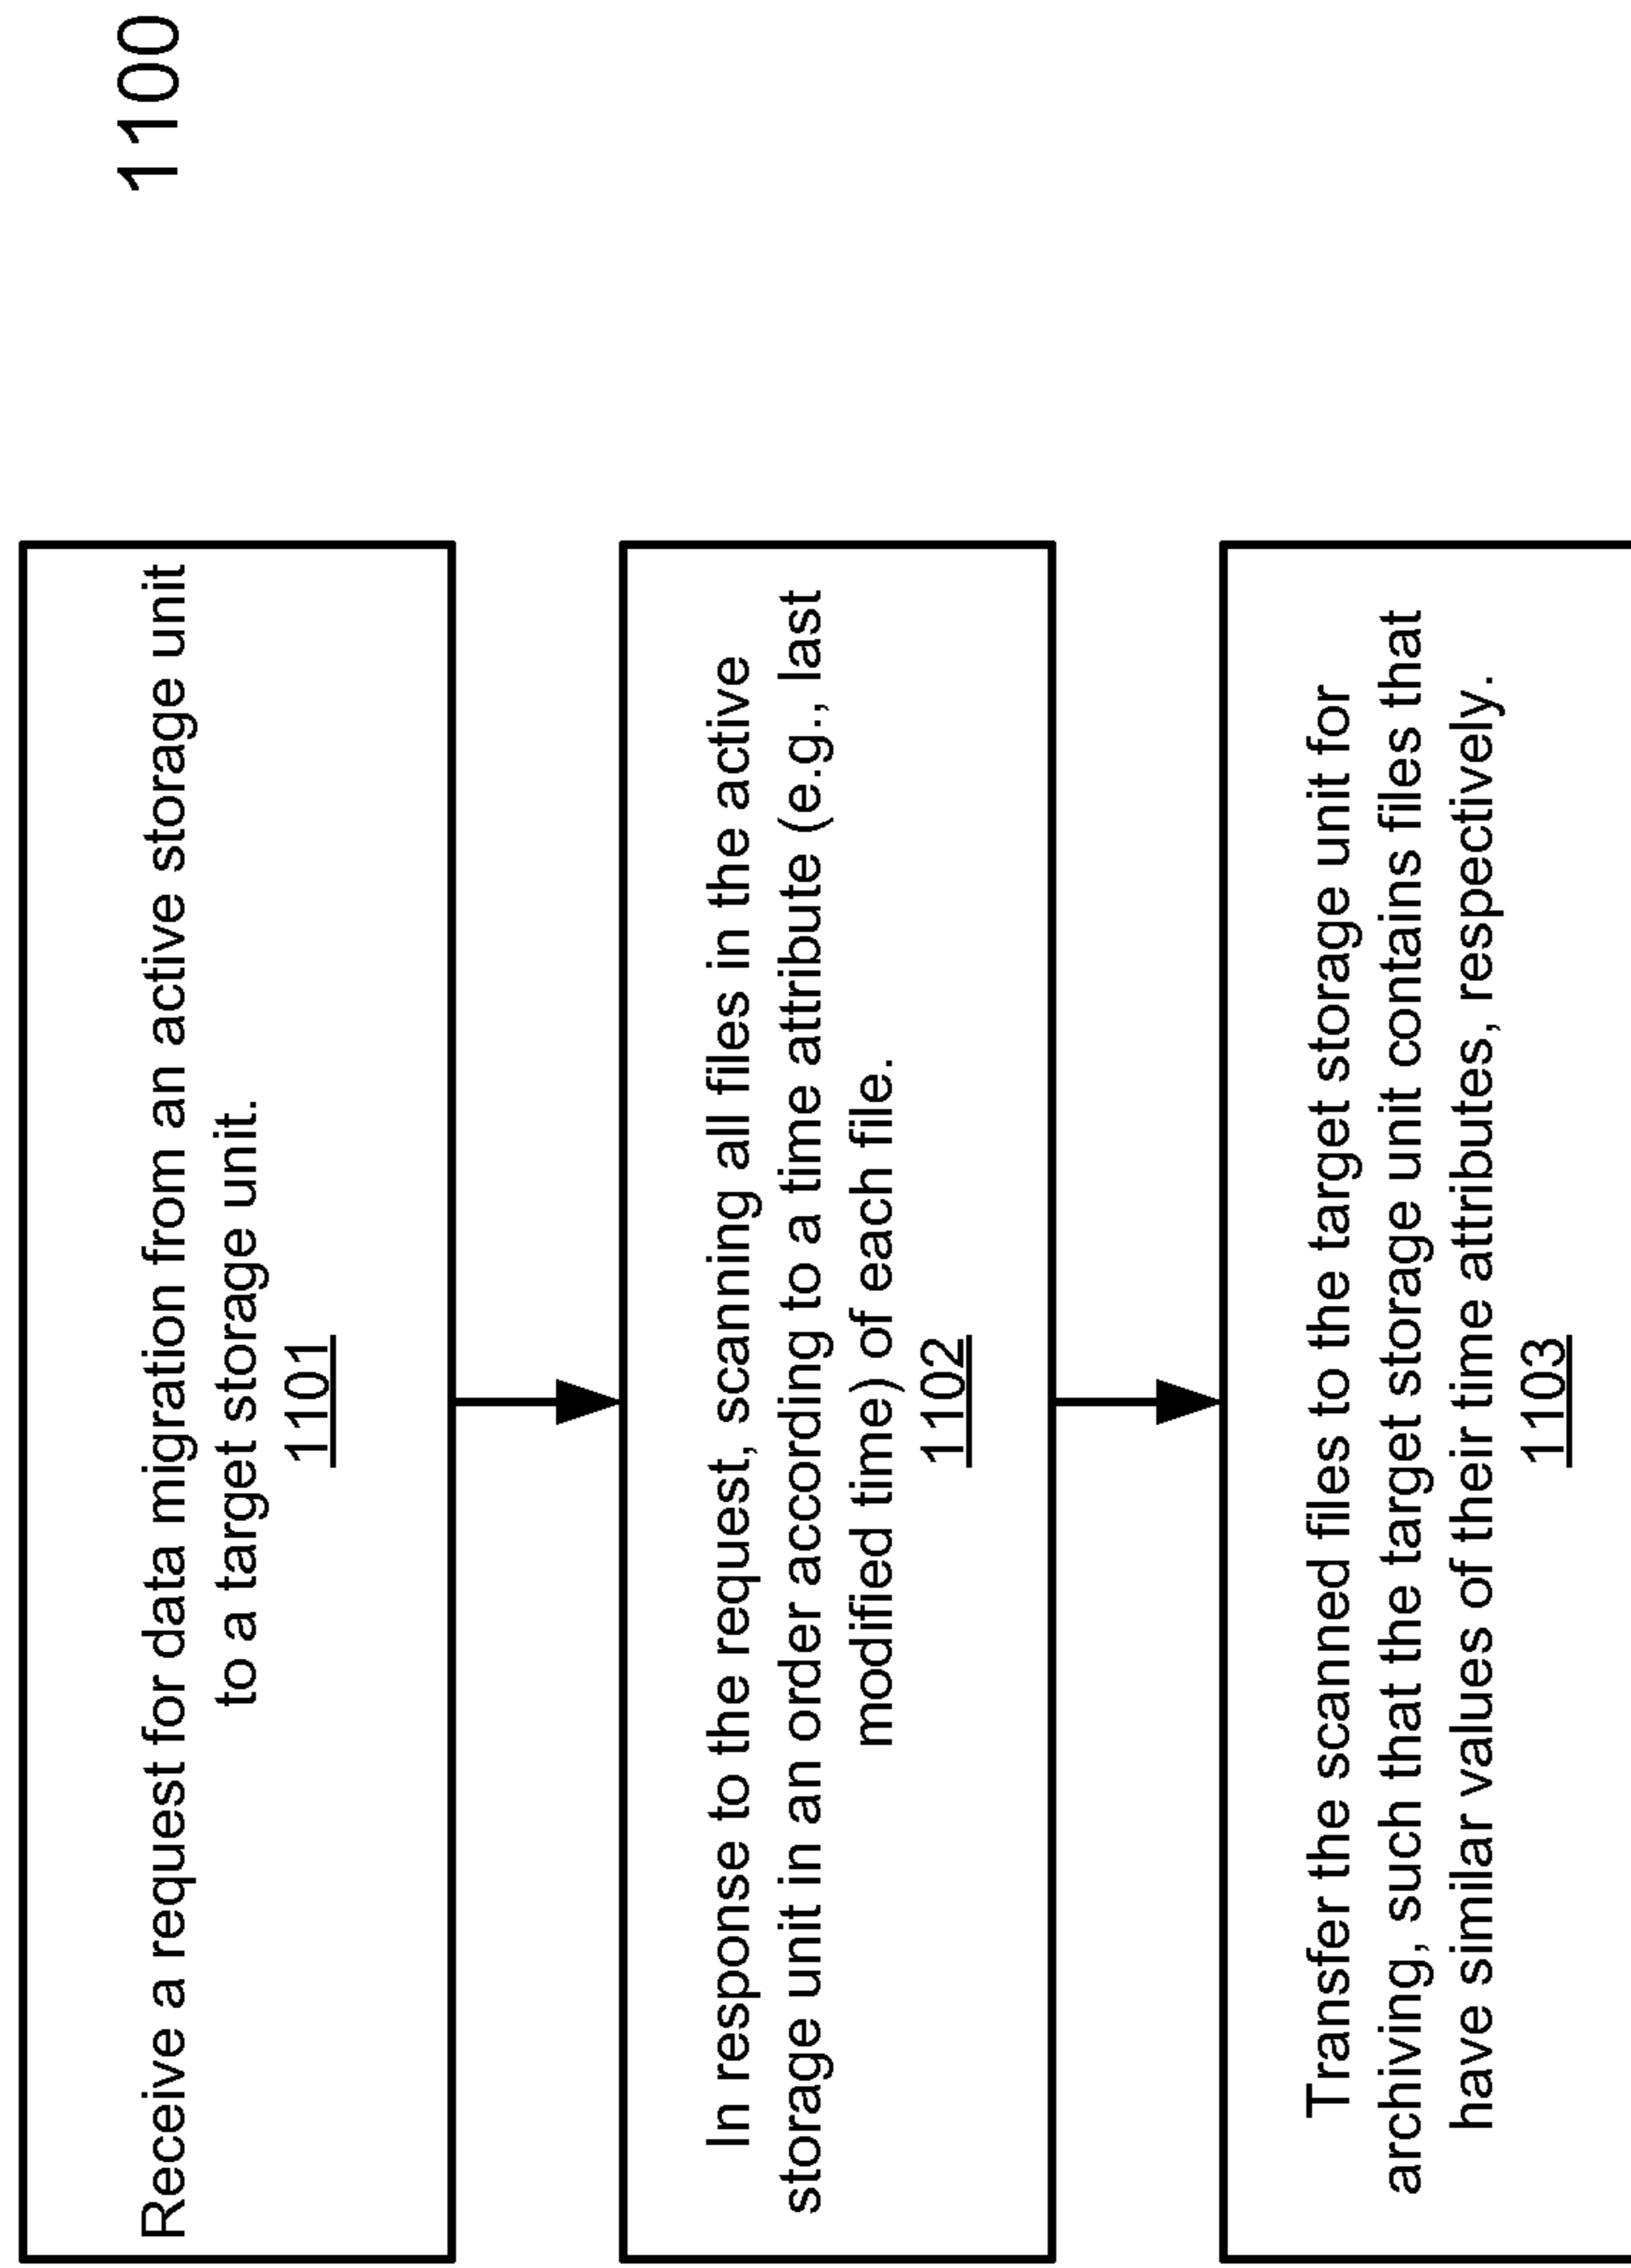 1100
Receive a request for data migration from an active storage unit
to a target storage unit.
1101
In response to the request, scanning all files in the active
storage unit in an order according to a time attribute (e.g., last
modified time) of each file.
1102
Transfer the scanned files to the target storage unit for
archiving, such that the target storage unit contains files that
have similar values of their time attributes, respectively.
1103